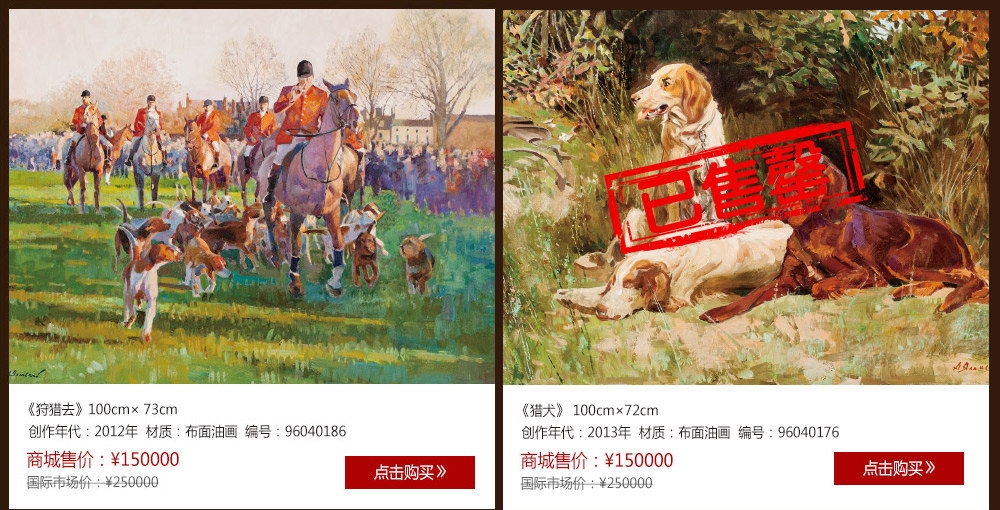 已售罄
《狩猎去》100cm× 73cm
创作年代：2012年 材质：布面油画 编号：96040186
商城售价：¥150000
国际市场价：¥250000
点击购买»
《猎犬》 100cm×72cm
创作年代：2013年 材质：布面油画 编号：96040176
商城售价：¥150000
国际市场价：¥250000
点击购买»